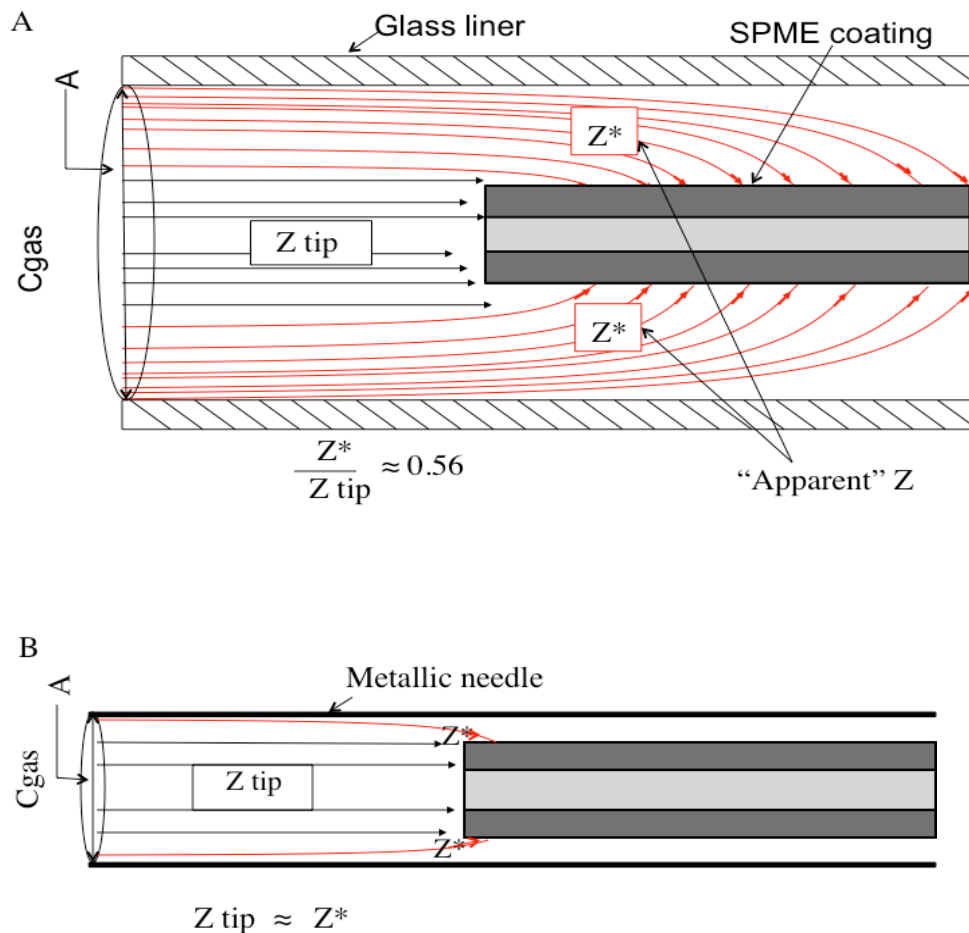 A
Glass liner
SPME coating
A
Z*
Z tip
Cgas
Z*
Z*
Z tip
≈ 0.56
“Apparent” Z
B
Metallic needle
A
Z*
Z tip
Cgas
Z*
Z tip ≈ Z*